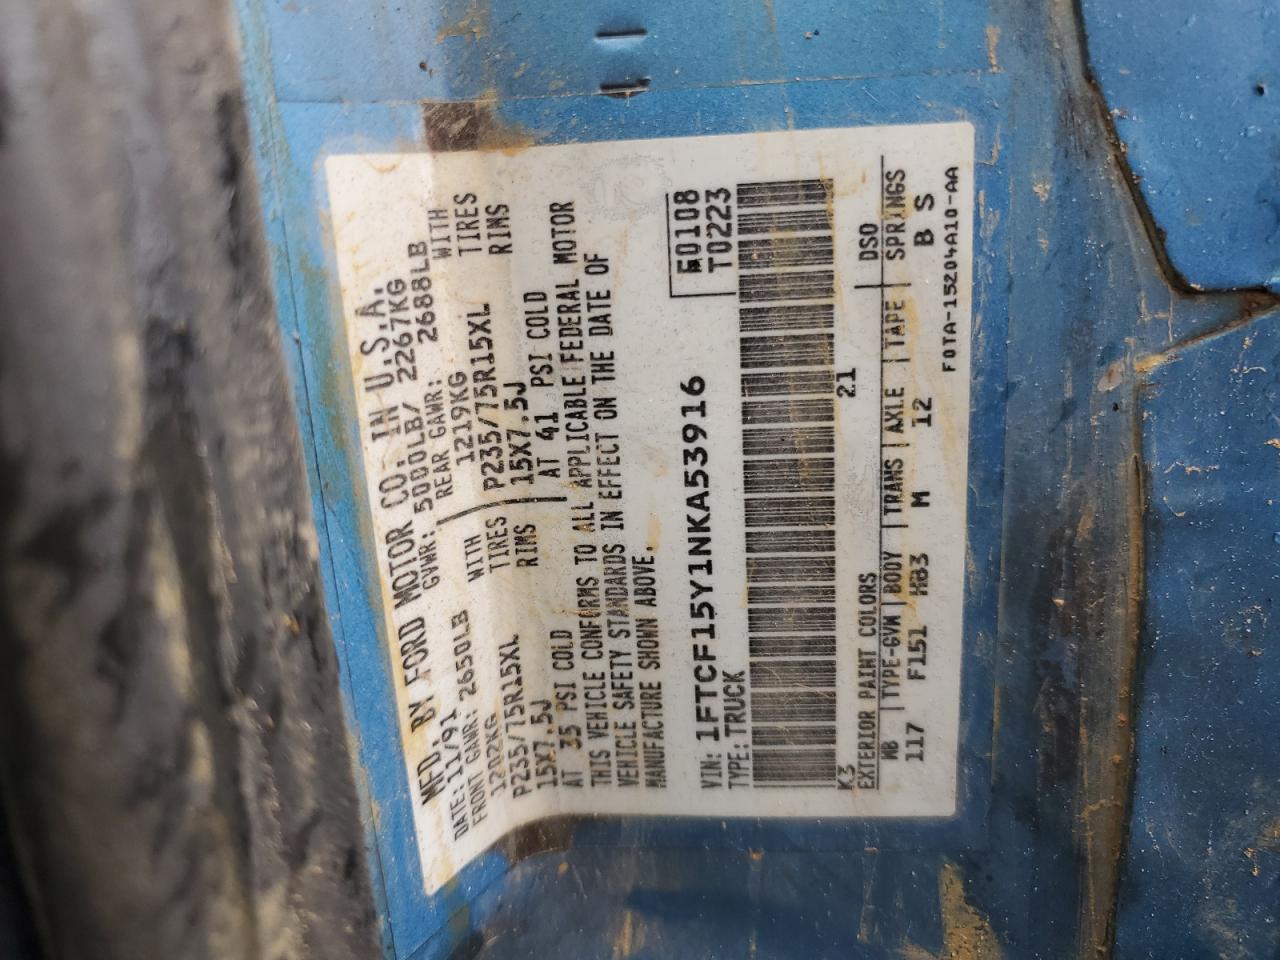 MFD. BY FORD MOTOR CO. IN U.S.A.
DATE: 11/91 GVWR: 5000LB/ 2267KG
FRONT GAWR: 2650LB REAR GAWR: 2688LB
1202KG WITH 1219KG WITH
P235/75R15XL TIRES P235/75R15XL TIRES
15X7.5J RIMS 15X7.5J RIMS
AT 35 PSI COLD AT 41 PSI COLD
THIS VEHICLE CONFORMS TO ALL APPLICABLE FEDERAL MOTOR
VEHICLE SAFETY STANDARDS IN EFFECT ON THE DATE OF
MANUFACTURE SHOWN ABOVE.
F0108
VIN: 1FTCF15Y1NKA53916 T0223
TYPE: TRUCK
K3 21
EXTERIOR PAINT COLORS DSO
WB TYPE-GVW BODY TRANS AXLE TAPE SPRINGS
117 F151 M 12 B S
F0TA-15204A10-AA